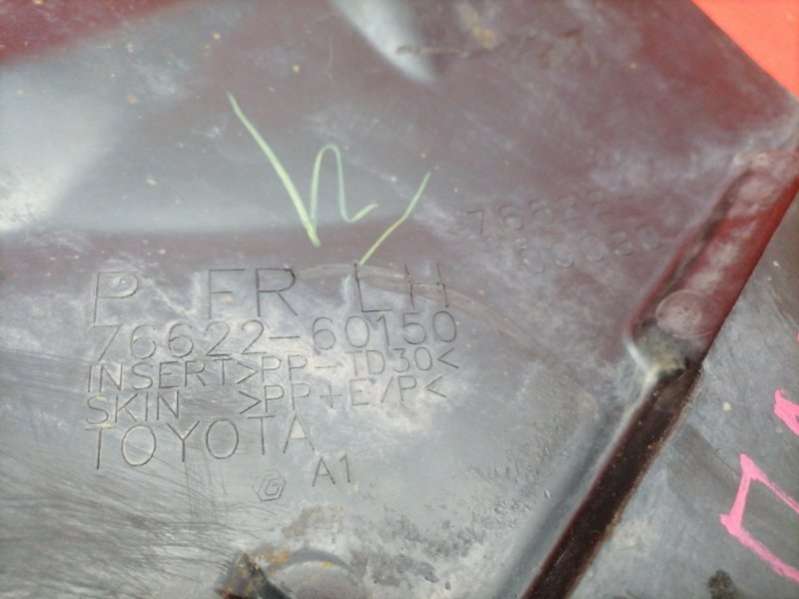 P FR LH
76622-60150
INSERT>PP-TD30<
SKIN >PP+E/P<
TOYOTA
G A1